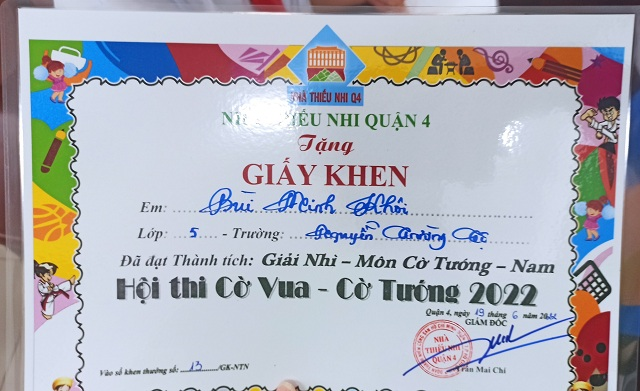 NHÀ THIẾU NHI Q4
NHÀ THIẾU NHI QUẬN 4
Tặng
GIẤY KHEN
Em: Bùi Minh Khôi
Lớp: 5 - Trường: Nguyễn Trường Tộ
Đã đạt Thành tích: Giải Nhì – Môn Cờ Tướng – Nam
Hội thi Cờ Vua - Cờ Tướng 2022
Quận 4, ngày 19 tháng 6 năm 2022
GIÁM ĐỐC
NHÀ
THIẾU NHI
QUẬN 4
Trần Mai Chi
Vào sổ khen thưởng số: 13 /GK-NTN